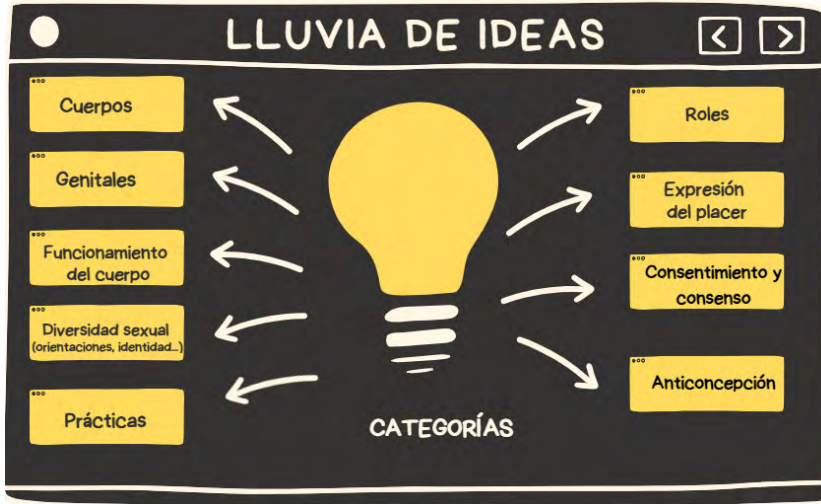 LLUVIA DE IDEAS
Cuerpos
Genitales
Funcionamiento
del cuerpo
Diversidad sexual
(orientaciones, identidad...)
Prácticas
Roles
Expresión
del placer
Consentimiento y
consenso
Anticoncepción
CATEGORÍAS